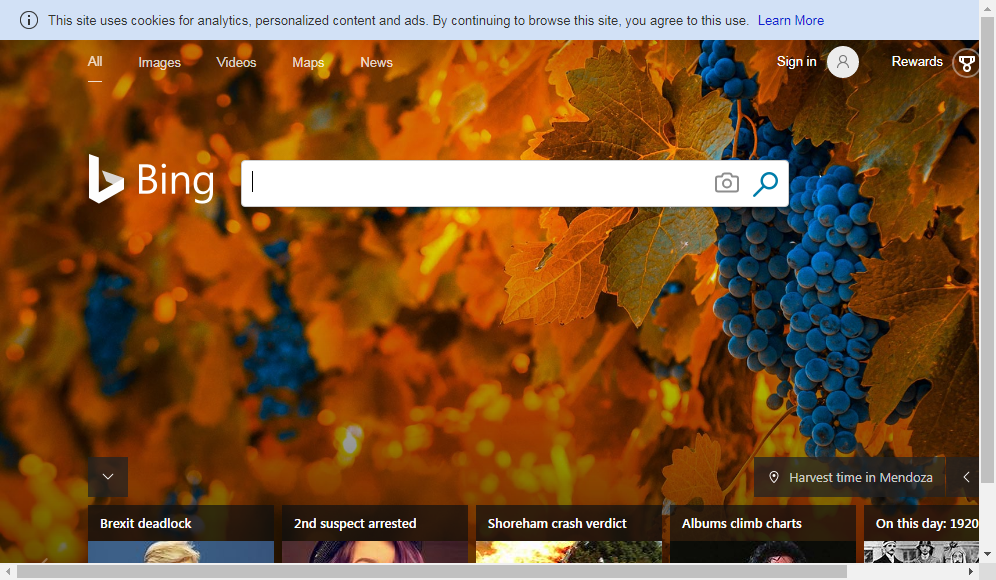 This site uses cookies for analytics, personalized content and ads. By continuing to browse this site, you agree to this use. Learn More
All Images Videos Maps News Sign in Rewards
Bing
Harvest time in Mendoza
Brexit deadlock 2nd suspect arrested Shoreham crash verdict Albums climb charts On this day: 1920